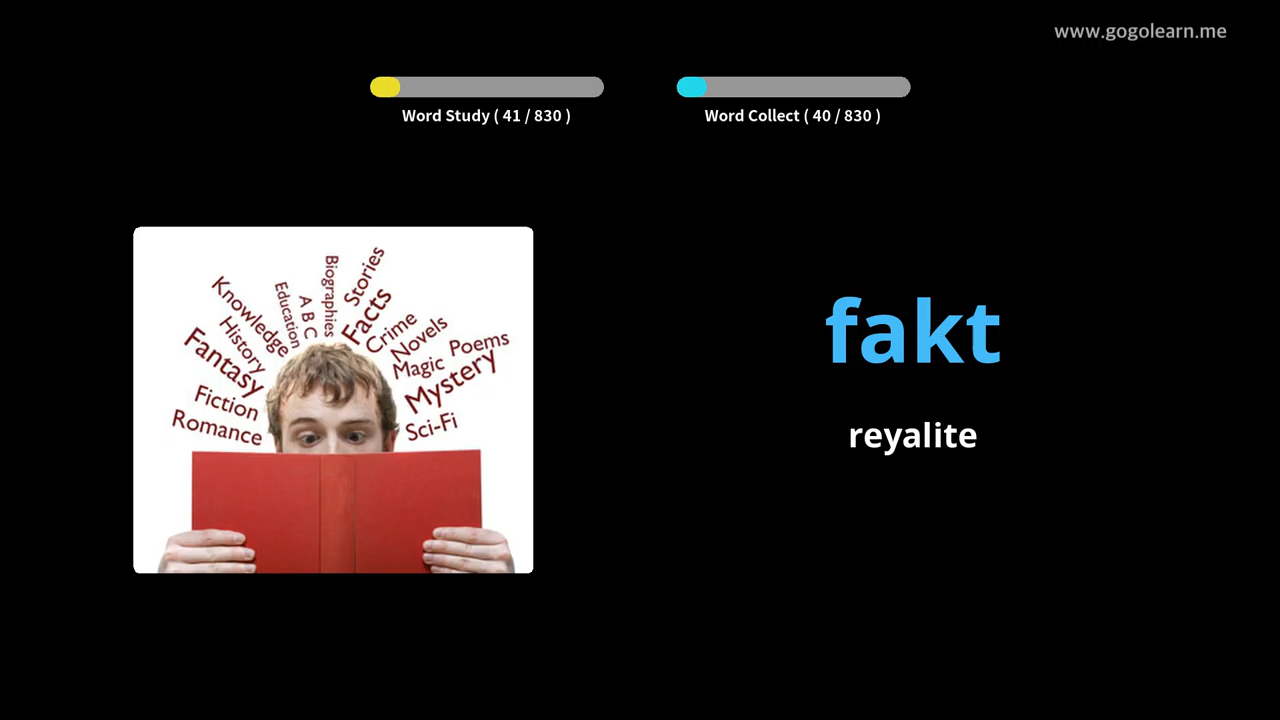 www.gogolearn.me
Word Study ( 41 / 830 )
Word Collect ( 40 / 830 )
Biographies
Stories
Education
A B C
Facts
Knowledge
Crime
History
Novels
Fantasy
Magic
Poems
Mystery
Fiction
Romance
Sci-Fi
fakt
reyalite